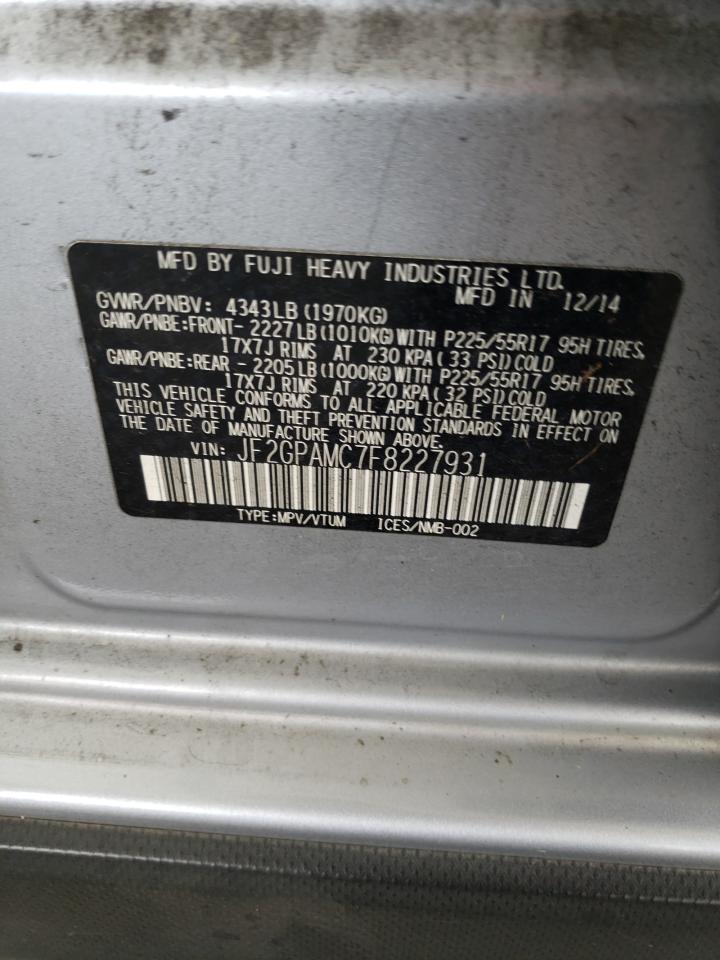 MFD BY FUJI HEAVY INDUSTRIES LTD.
MFD IN 12/14
GVWR/PNBV: 4343LB (1970KG)
GAWR/PNBE:FRONT- 2227LB (1010KG) WITH P225/55R17 95H TIRES,
17X7J RIMS AT 230 KPA ( 33 PSI) COLD
GAWR/PNBE:REAR - 2205LB (1000KG) WITH P225/55R17 95H TIRES,
17X7J RIMS AT 220 KPA ( 32 PSI) COLD
THIS VEHICLE CONFORMS TO ALL APPLICABLE FEDERAL MOTOR
VEHICLE SAFETY AND THEFT PREVENTION STANDARDS IN EFFECT ON
THE DATE OF MANUFACTURE SHOWN ABOVE.
VIN: JF2GPAMC7F8227931
TYPE:MPV/VTUM ICES/NMB-002